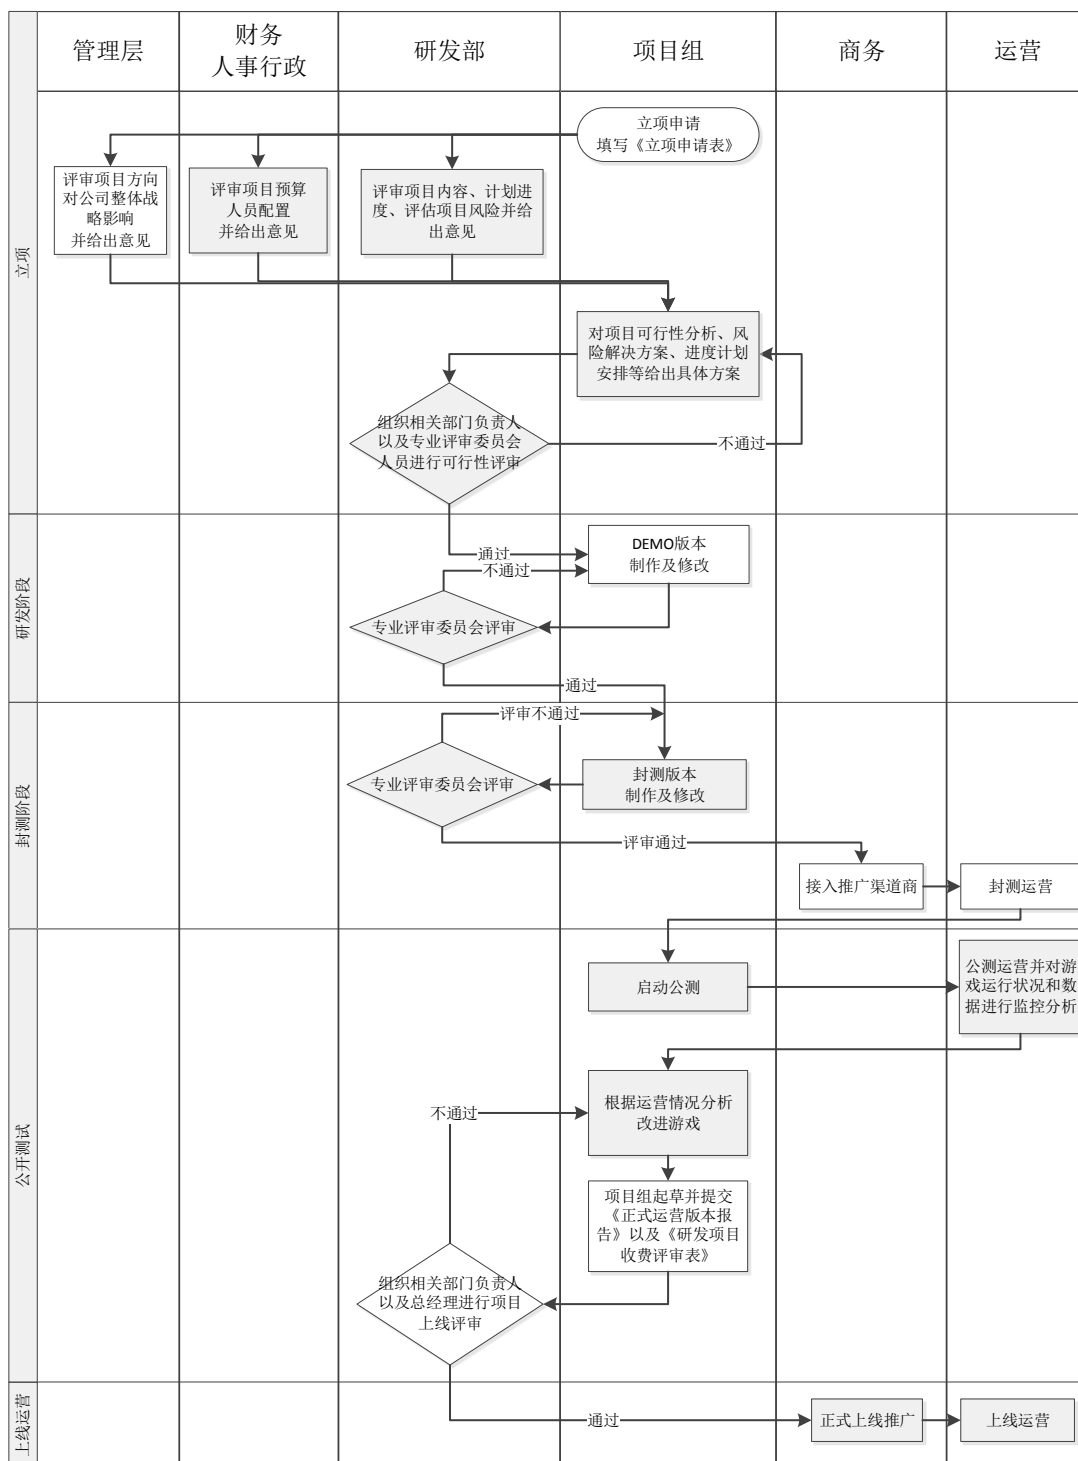 管理层
财务
人事行政
研发部
项目组
商务
运营
立项
立项申请
填写《立项申请表》
评审项目方向
对公司整体战
略影响
并给出意见
评审项目预算
人员配置
并给出意见
评审项目内容、计划进
度、评估项目风险并给
出意见
对项目可行性分析、风
险解决方案、进度计划
安排等给出具体方案
组织相关部门负责人
以及专业评审委员会
人员进行可行性评审
不通过
研发阶段
通过
不通过
DEMO版本
制作及修改
专业评审委员会评审
通过
封测阶段
评审不通过
专业评审委员会评审
封测版本
制作及修改
评审通过
接入推广渠道商
封测运营
公开测试
启动公测
公测运营并对游
戏运行状况和数
据进行监控分析
不通过
根据运营情况分析
改进游戏
项目组起草并提交
《正式运营版本报
告》以及《研发项目
收费评审表》
组织相关部门负责人
以及总经理进行项目
上线评审
上线运营
通过
正式上线推广
上线运营